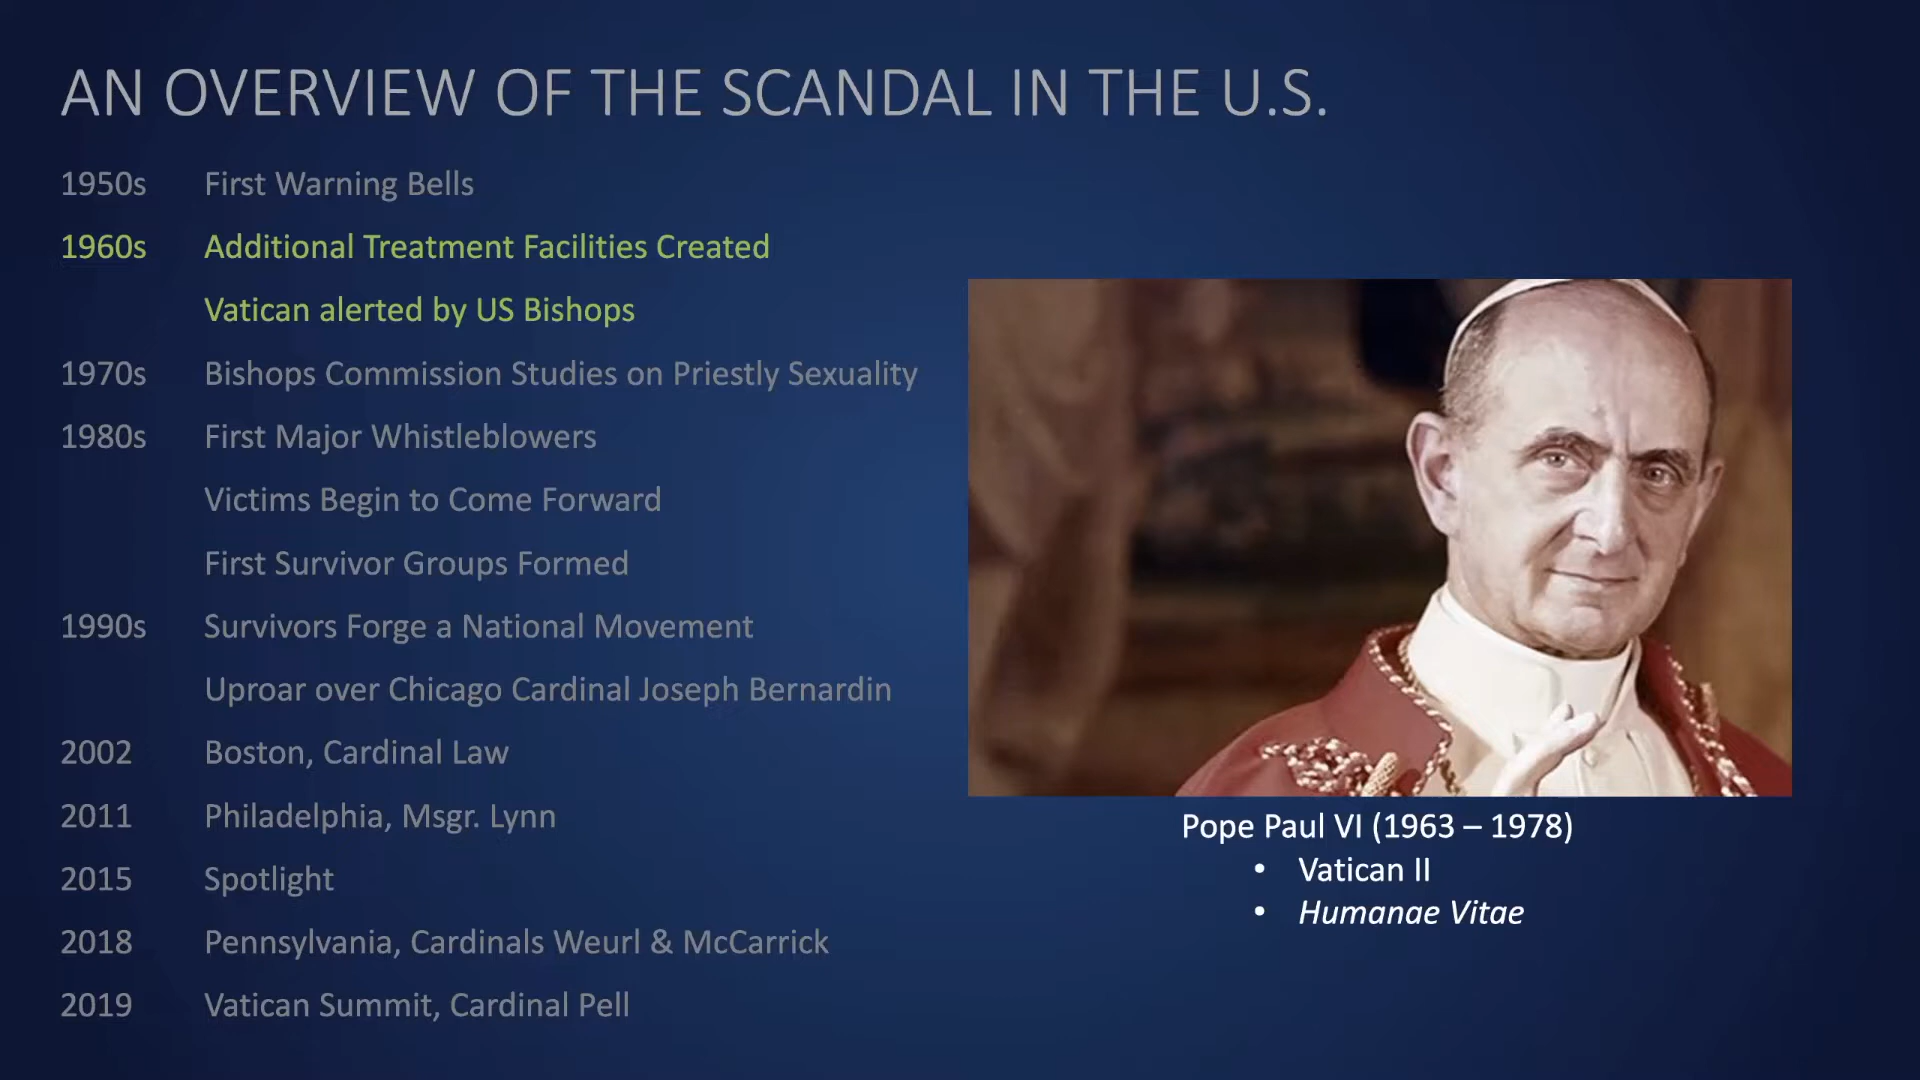 AN OVERVIEW OF THE SCANDAL IN THE U.S.
1950s First Warning Bells
1960s Additional Treatment Facilities Created
Vatican alerted by US Bishops
1970s Bishops Commission Studies on Priestly Sexuality
1980s First Major Whistleblowers
Victims Begin to Come Forward
First Survivor Groups Formed
1990s Survivors Forge a National Movement
Uproar over Chicago Cardinal Joseph Bernardin
2002 Boston, Cardinal Law
2011 Philadelphia, Msgr. Lynn
2015 Spotlight
2018 Pennsylvania, Cardinals Weurl & McCarrick
2019 Vatican Summit, Cardinal Pell
Pope Paul VI (1963 – 1978)
• Vatican II
• Humanae Vitae